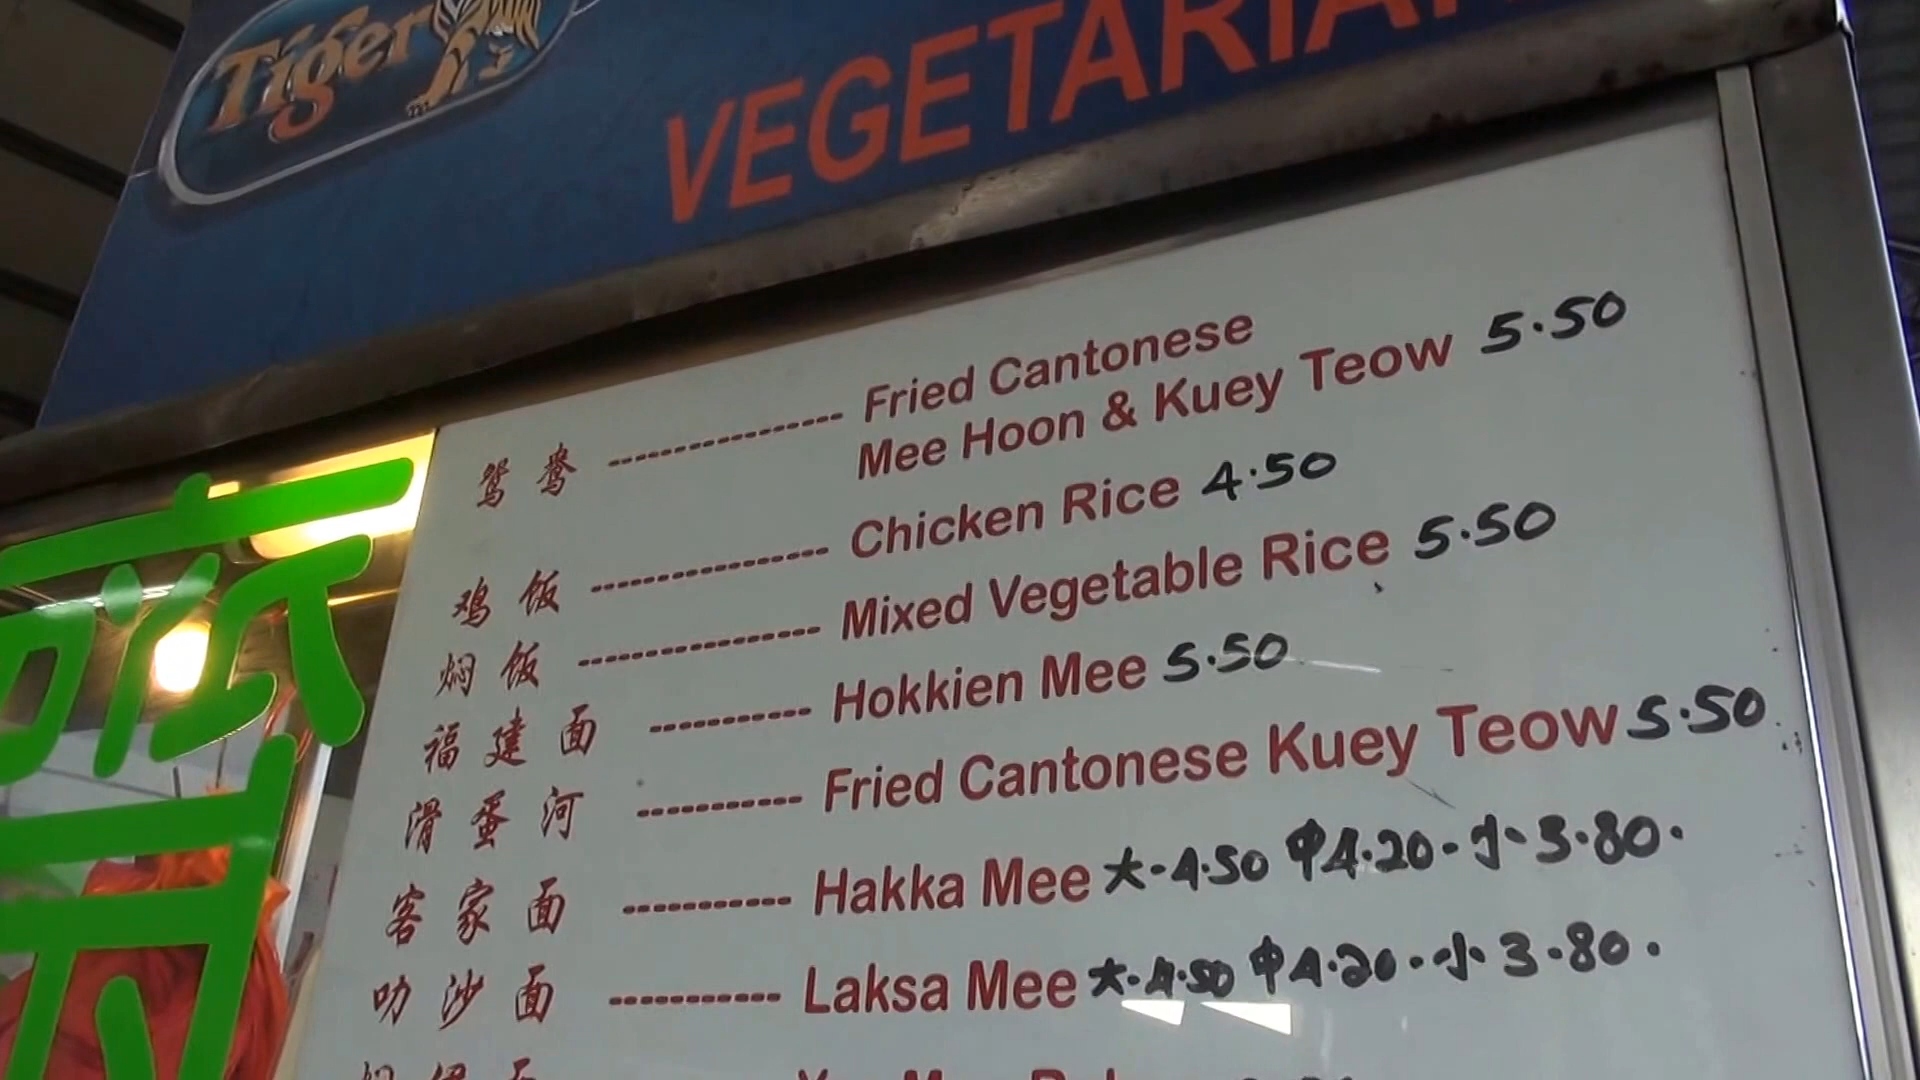 Tiger
VEGETARIAN
鸳鸯 ---------------- Fried Cantonese
Mee Hoon & Kuey Teow 5.50
鸡饭 ---------------- Chicken Rice 4.50
焖饭 ---------------- Mixed Vegetable Rice 5.50
福建面 ----------- Hokkien Mee 5.50
滑蛋河 ----------- Fried Cantonese Kuey Teow 5.50
客家面 ----------- Hakka Mee 大.4.50 中4.20.小.3.80.
叻沙面 ----------- Laksa Mee 大.4.50 中4.20.小.3.80.